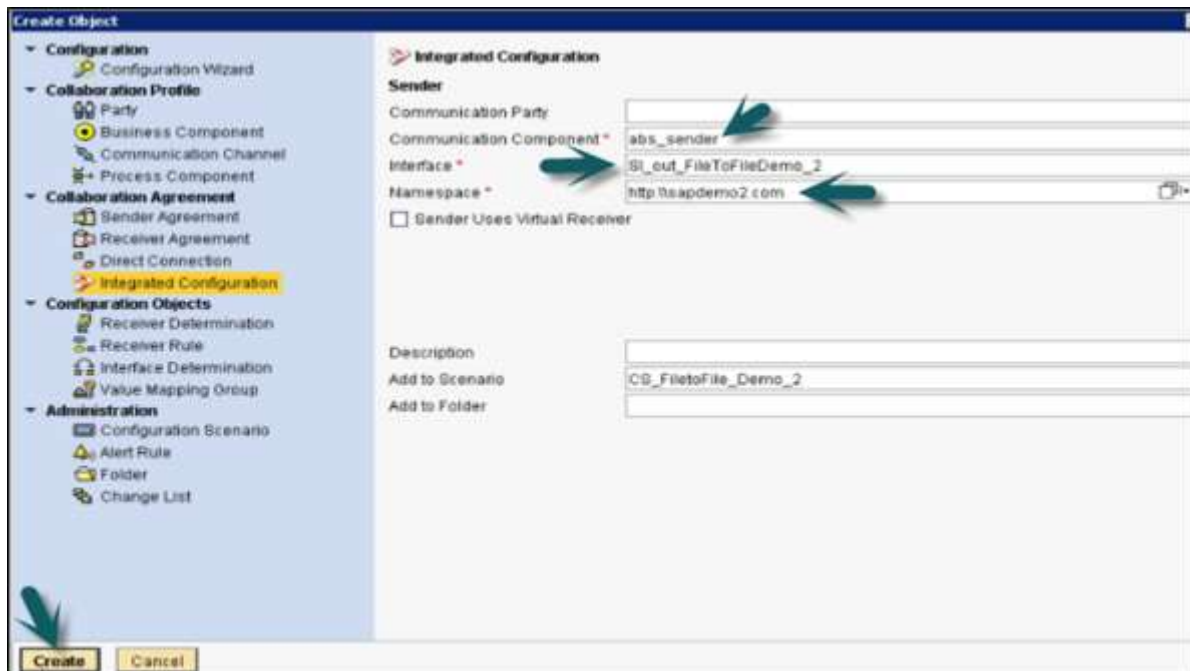 Create Object
Configuration
Configuration Wizard
Collaboration Profile
Party
Business Component
Communication Channel
Process Component
Collaboration Agreement
Sender Agreement
Receiver Agreement
Direct Connection
Integrated Configuration
Configuration Objects
Receiver Determination
Receiver Rule
Interface Determination
Value Mapping Group
Administration
Configuration Scenario
Alert Rule
Folder
Change List
Integrated Configuration
Sender
Communication Party
Communication Component * abs_sender
Interface * SI_out_FileToFileDemo_2
Namespace * http:\\sapdemo2.com
Sender Uses Virtual Receiver
Description
Add to Scenario CS_FiletoFile_Demo_2
Add to Folder
Create Cancel